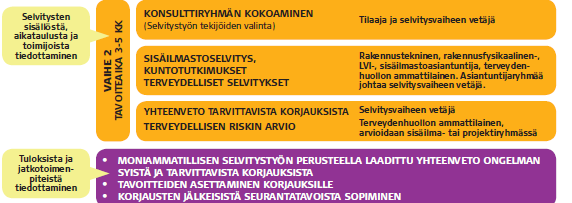 Selvitysten
sisällöstä,
aikataulusta ja
toimijoista
tiedottaminen
VAIHE 2
TAVOITEAIKA 3-5 KK
KONSULTTIRYHMÄN KOKOAMINEN
(Selvitystyön tekijöiden valinta)
Tilaaja ja selvitysvaiheen vetäjä
SISÄILMASTOSELVITYS,
KUNTOTUTKIMUKSET
TERVEYDELLISET SELVITYKSET
Rakennustekninen, rakennusfysikaalinen-,
LVI-, sisäilmastoasiantuntija, terveyden-
huollon ammattilainen. Asiantuntijaryhmää
johtaa selvitysvaiheen vetäjä.
YHTEENVETO TARVITTAVISTA KORJAUKSISTA
TERVEYDELLISEN RISKIN ARVIO
Selvitysvaiheen vetäjä
Terveydenhuollon ammattilainen,
arvioidaan sisäilma- tai projektiryhmässä
Tuloksista ja
jatkotoimen-
piteistä
tiedottaminen
• MONIAMMATILLISEN SELVITYSTYÖN PERUSTEELLA LAADITTU YHTEENVETO ONGELMAN
SYISTÄ JA TARVITTAVISTA KORJAUKSISTA
• TAVOITTEIDEN ASETTAMINEN KORJAUKSILLE
• KORJAUSTEN JÄLKEISISTÄ SEURANTATAVOISTA SOPIMINEN